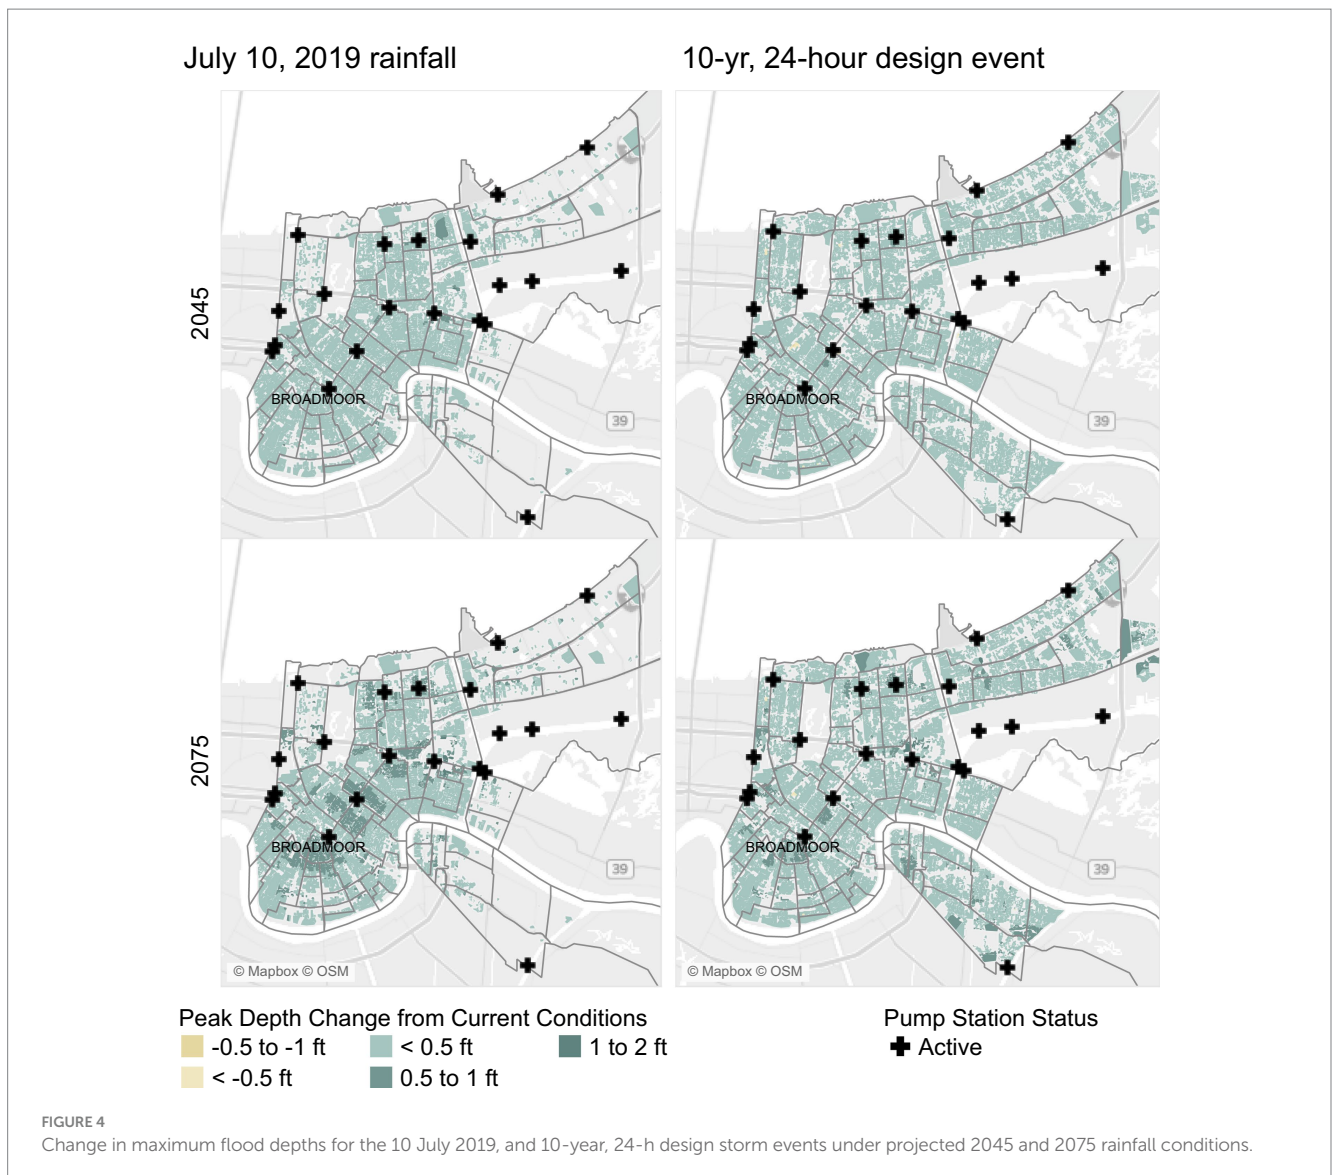 July 10, 2019 rainfall
10-yr, 24-hour design event
2045
BROADMOOR
39
BROADMOOR
39
2075
BROADMOOR
39
© Mapbox © OSM
BROADMOOR
39
© Mapbox © OSM
Peak Depth Change from Current Conditions
-0.5 to -1 ft
< 0.5 ft
1 to 2 ft
< -0.5 ft
0.5 to 1 ft
Pump Station Status
Active
FIGURE 4
Change in maximum flood depths for the 10 July 2019, and 10-year, 24-h design storm events under projected 2045 and 2075 rainfall conditions.